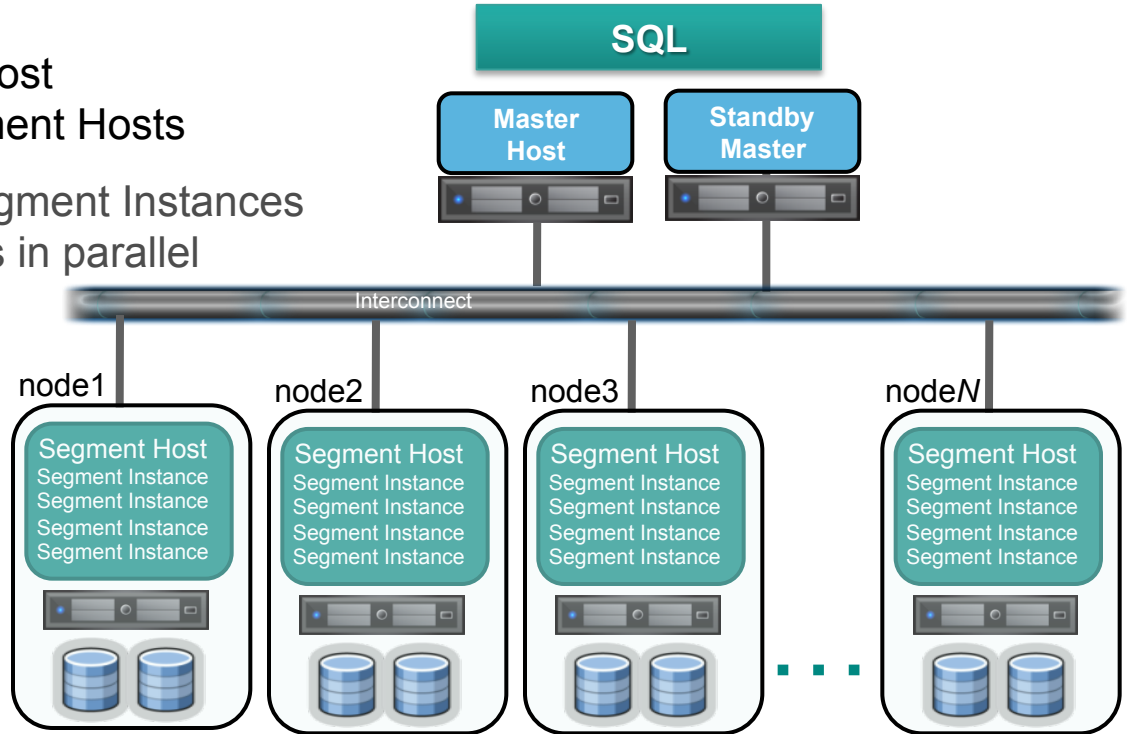 SQL
ost
nent Hosts
gment Instances
s in parallel
Master
Host
Standby
Master
Interconnect
node1
node2
node3
nodeN
Segment Host
Segment Instance
Segment Instance
Segment Instance
Segment Instance
Segment Host
Segment Instance
Segment Instance
Segment Instance
Segment Instance
Segment Host
Segment Instance
Segment Instance
Segment Instance
Segment Instance
Segment Host
Segment Instance
Segment Instance
Segment Instance
Segment Instance